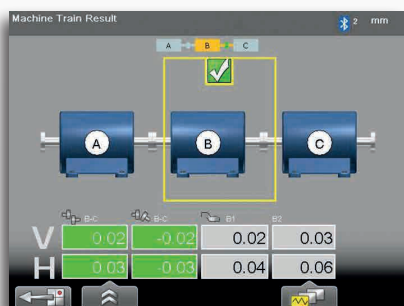 Machine Train Result 2 mm
A B C
A B C
B-C B-C B1 B2
V 0.02 -0.02 0.02 0.03
H 0.03 -0.03 0.04 0.06